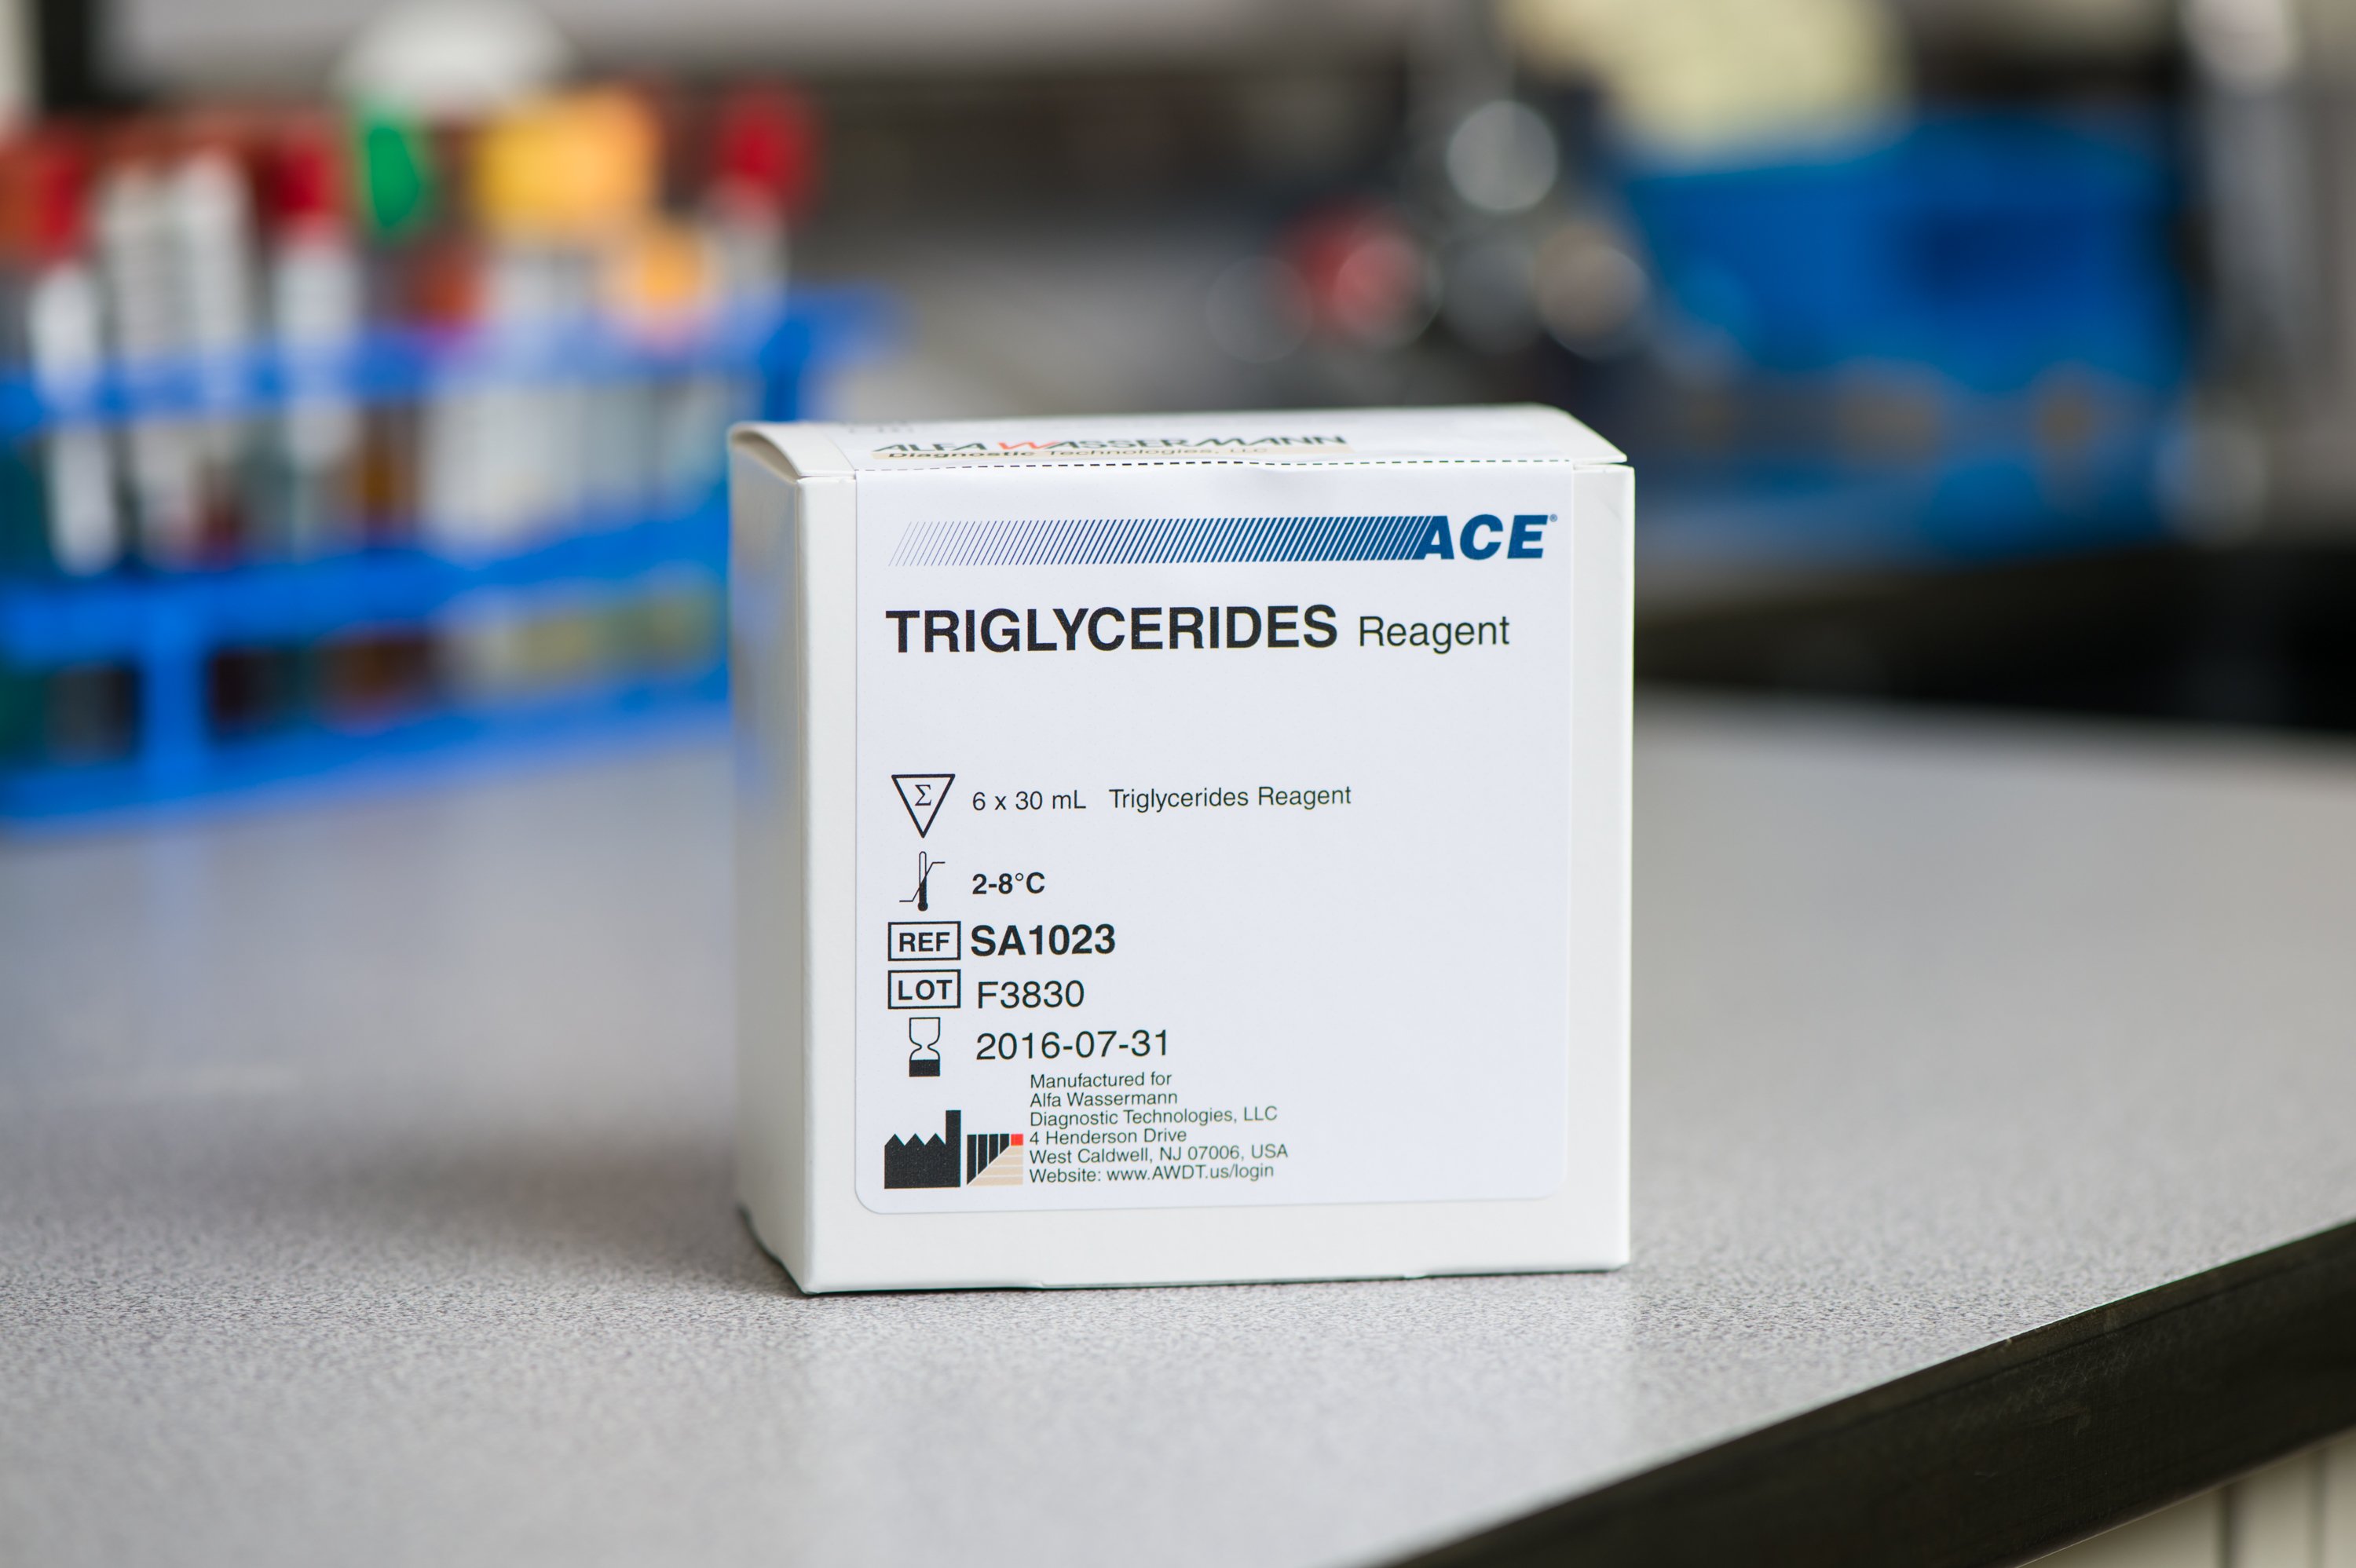 ALFA WASSERMANN
Diagnostic Technologies, LLC
ACE®
TRIGLYCERIDES Reagent
Σ 6 x 30 mL Triglycerides Reagent
2-8°C
REF SA1023
LOT F3830
2016-07-31
Manufactured for
Alfa Wassermann
Diagnostic Technologies, LLC
4 Henderson Drive
West Caldwell, NJ 07006, USA
Website: www.AWDT.us/login